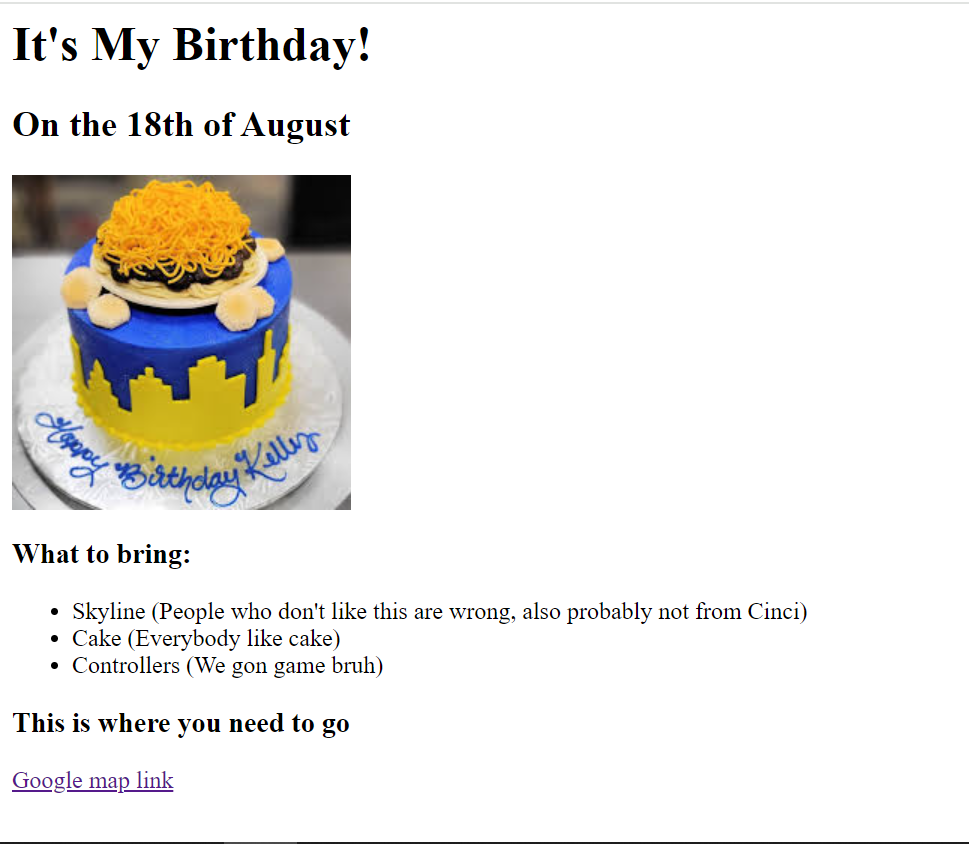 It's My Birthday!
On the 18th of August
Happy Birthday Kelly
What to bring:
Skyline (People who don't like this are wrong, also probably not from Cinci)
Cake (Everybody like cake)
Controllers (We gon game bruh)
This is where you need to go
Google map link